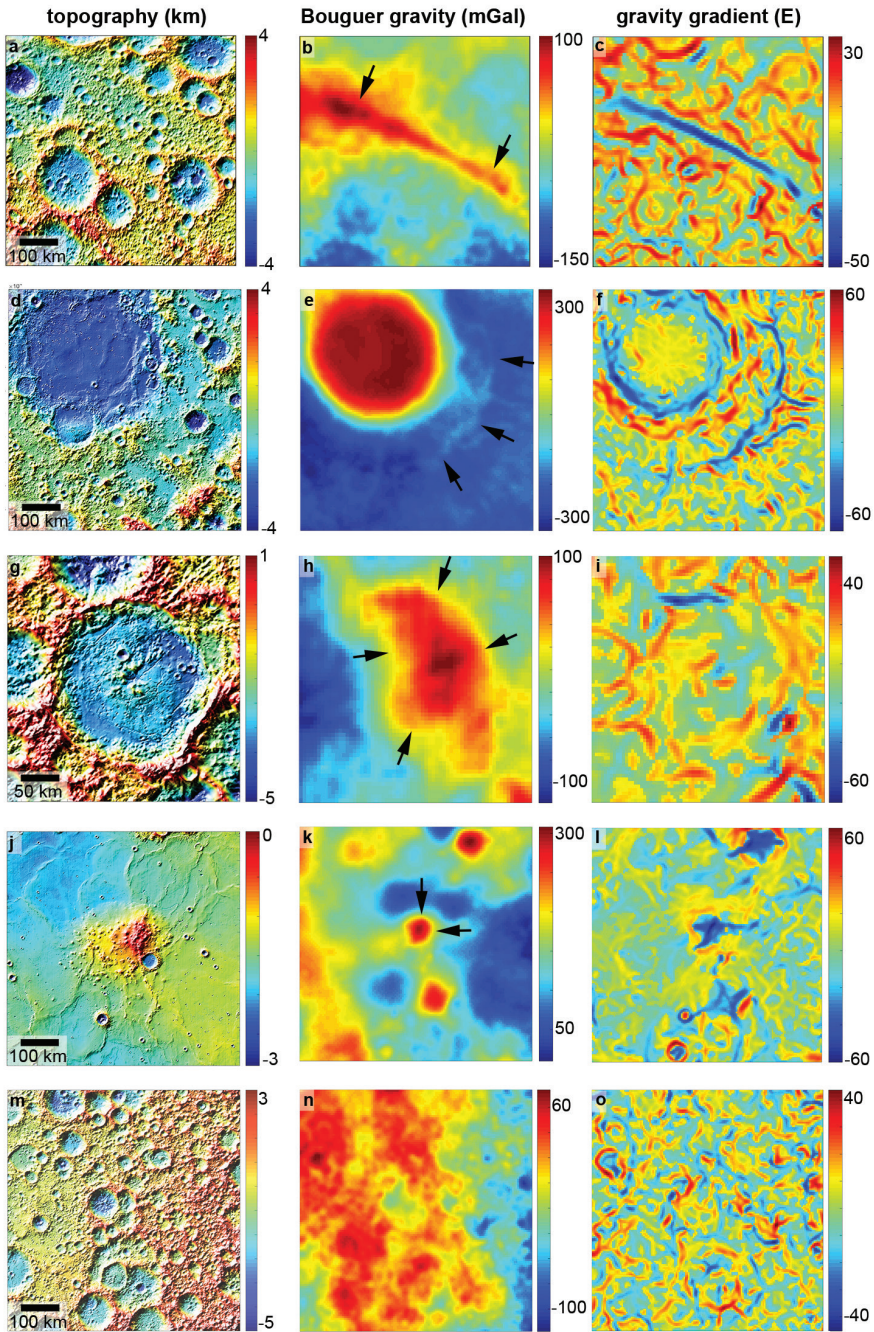 topography (km)
Bouguer gravity (mGal)
gravity gradient (E)
a
4
-4
100 km
b
100
-150
c
30
-50
d
4
-4
100 km
e
300
-300
f
60
-60
g
1
-5
50 km
h
100
-100
i
40
-60
j
0
-3
100 km
k
300
50
l
60
-60
m
3
-5
100 km
n
60
-100
o
40
-40